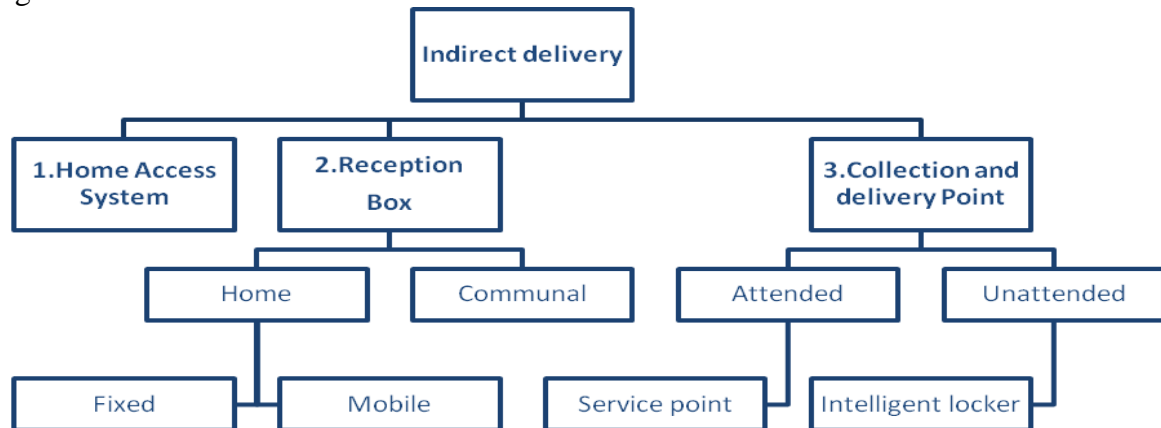 g
Indirect delivery
1.Home Access
System
2.Reception
Box
3.Collection and
delivery Point
Home
Communal
Attended
Unattended
Fixed
Mobile
Service point
Intelligent locker